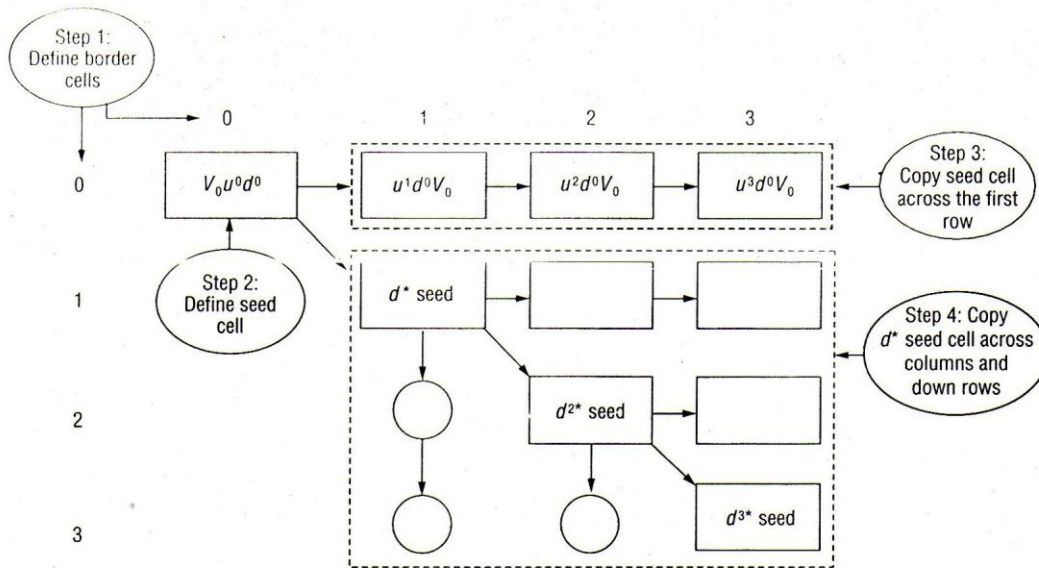 Step 1:
Define border
cells
0
1
2
3
0
V₀u⁰d⁰
u¹d⁰V₀
u²d⁰V₀
u³d⁰V₀
Step 3:
Copy seed cell
across the first
row
Step 2:
Define seed
cell
1
d* seed
Step 4: Copy
d* seed cell across
columns and
down rows
2
d²* seed
3
d³* seed